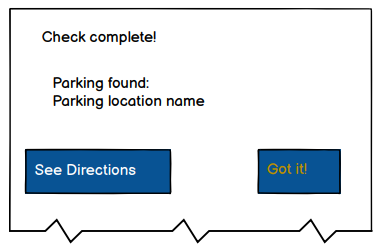 Check complete!
Parking found:
Parking location name
See Directions
Got it!